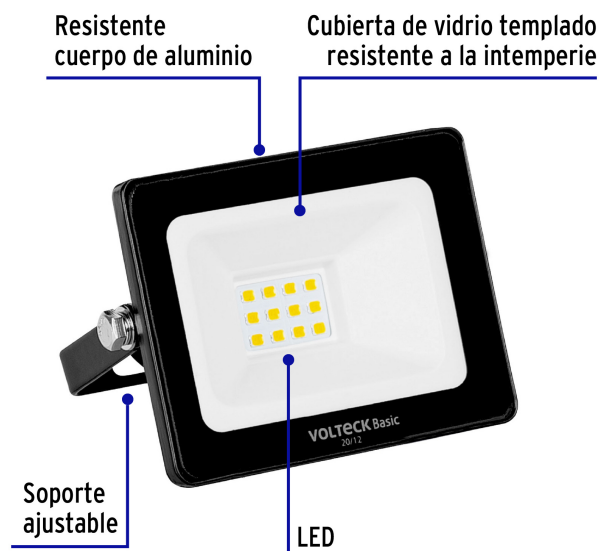 Resistente
cuerpo de aluminio
Cubierta de vidrio templado
resistente a la intemperie
VOLTECK Basic
20/12
Soporte
ajustable
LED